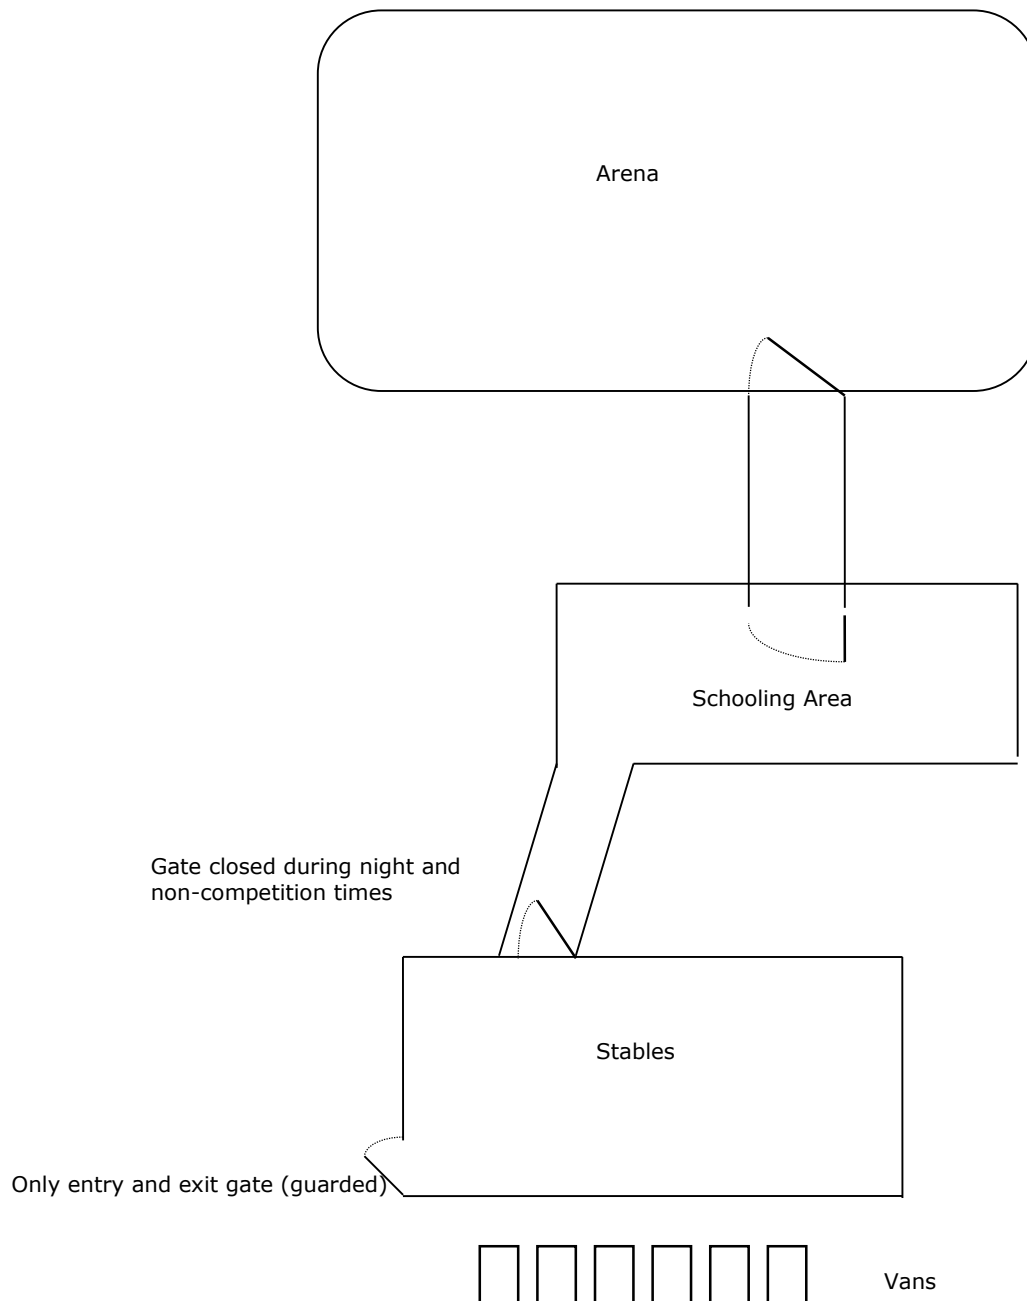 Arena
Schooling Area
Gate closed during night and
non-competition times
Stables
Only entry and exit gate (guarded)
Vans